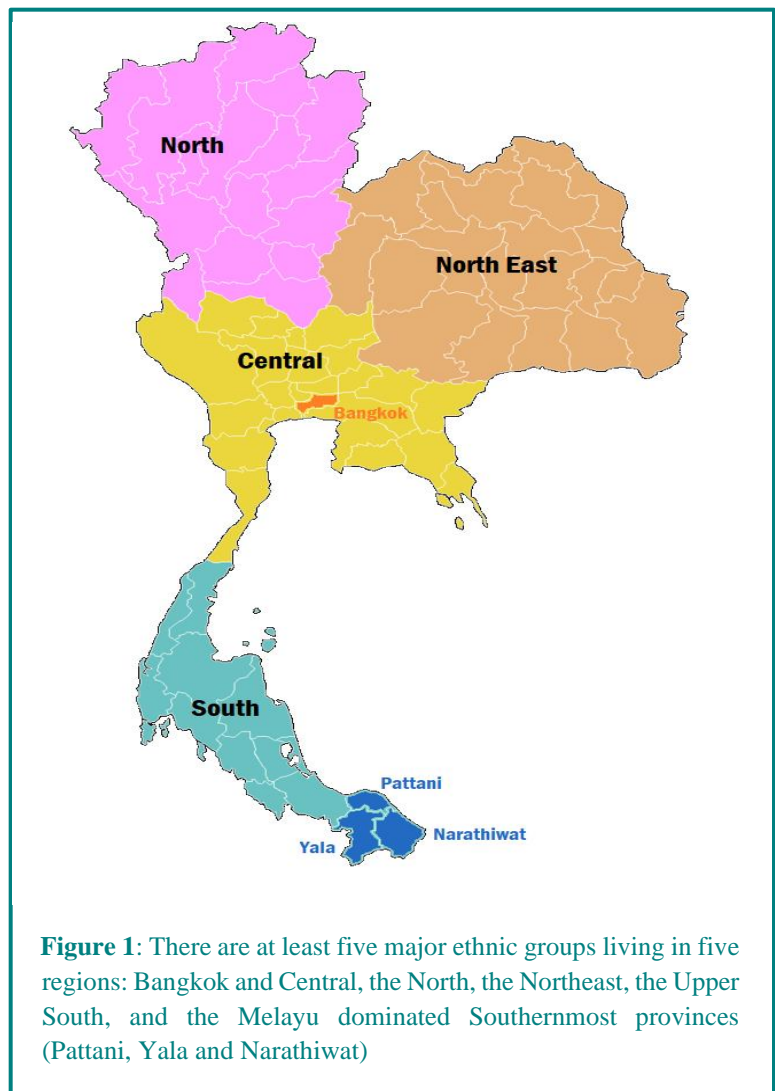 North
North East
Central
Bangkok
South
Pattani
Narathiwat
Yala
Figure 1: There are at least five major ethnic groups living in five
regions: Bangkok and Central, the North, the Northeast, the Upper
South, and the Melayu dominated Southernmost provinces
(Pattani, Yala and Narathiwat)